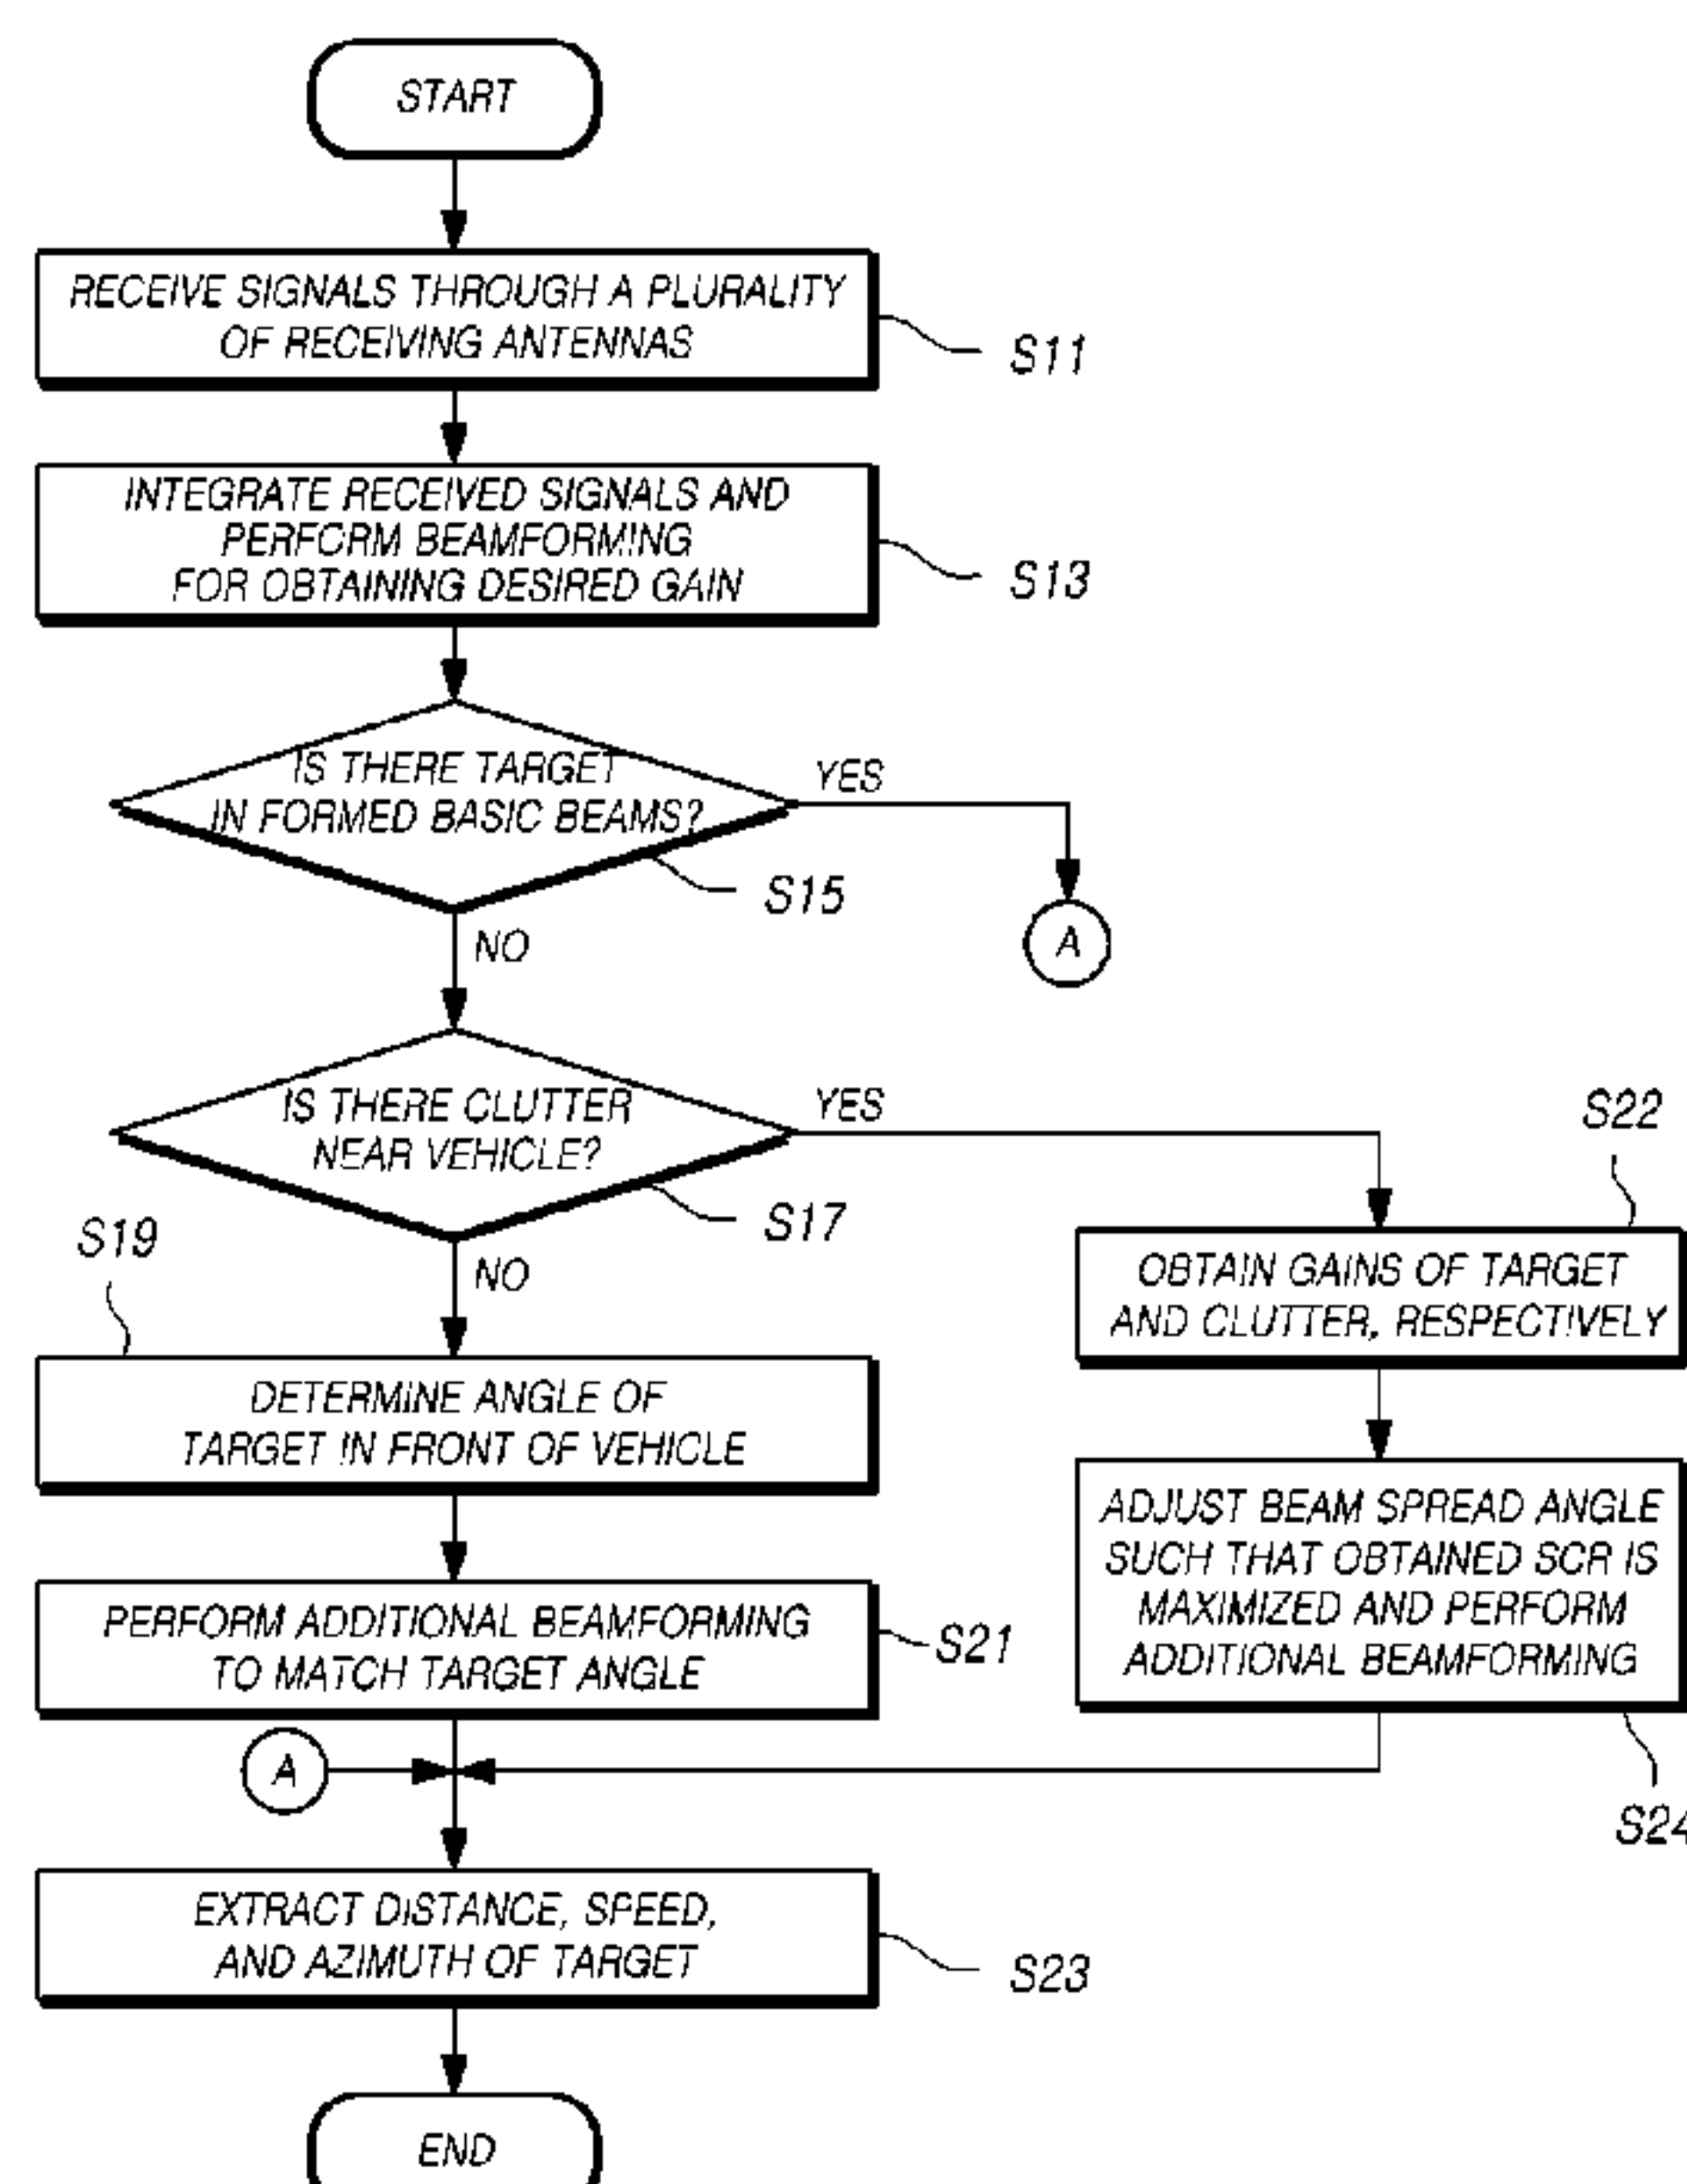 START
RECEIVE SIGNALS THROUGH A PLURALITY
OF RECEIVING ANTENNAS
S11
INTEGRATE RECEIVED SIGNALS AND
PERFORM BEAMFORMING
FOR OBTAINING DESIRED GAIN
S13
IS THERE TARGET
IN FORMED BASIC BEAMS?
YES
S15
A
NO
IS THERE CLUTTER
NEAR VEHICLE?
YES
S17
S22
OBTAIN GAINS OF TARGET
AND CLUTTER, RESPECTIVELY
NO
S19
DETERMINE ANGLE OF
TARGET IN FRONT OF VEHICLE
ADJUST BEAM SPREAD ANGLE
SUCH THAT OBTAINED SCR IS
MAXIMIZED AND PERFORM
ADDITIONAL BEAMFORMING
S24
PERFORM ADDITIONAL BEAMFORMING
TO MATCH TARGET ANGLE
S21
A
EXTRACT DISTANCE, SPEED,
AND AZIMUTH OF TARGET
S23
END